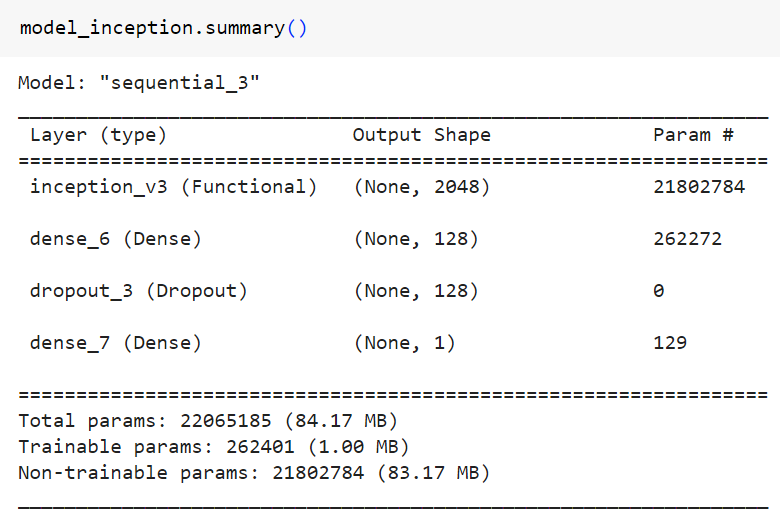 model_inception.summary()
Model: "sequential_3"
_________________________________________________________________
Layer (type) Output Shape Param #
=================================================================
inception_v3 (Functional) (None, 2048) 21802784
dense_6 (Dense) (None, 128) 262272
dropout_3 (Dropout) (None, 128) 0
dense_7 (Dense) (None, 1) 129
=================================================================
Total params: 22065185 (84.17 MB)
Trainable params: 262401 (1.00 MB)
Non-trainable params: 21802784 (83.17 MB)
_________________________________________________________________